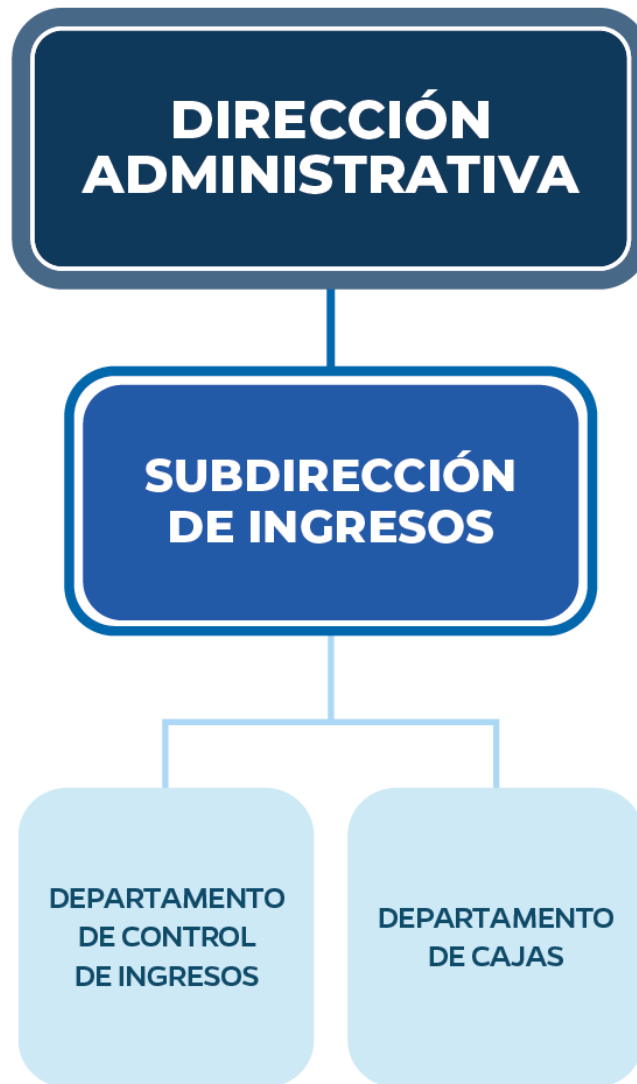 DIRECCIÓN
ADMINISTRATIVA
SUBDIRECCIÓN
DE INGRESOS
DEPARTAMENTO
DE CONTROL
DE INGRESOS
DEPARTAMENTO
DE CAJAS